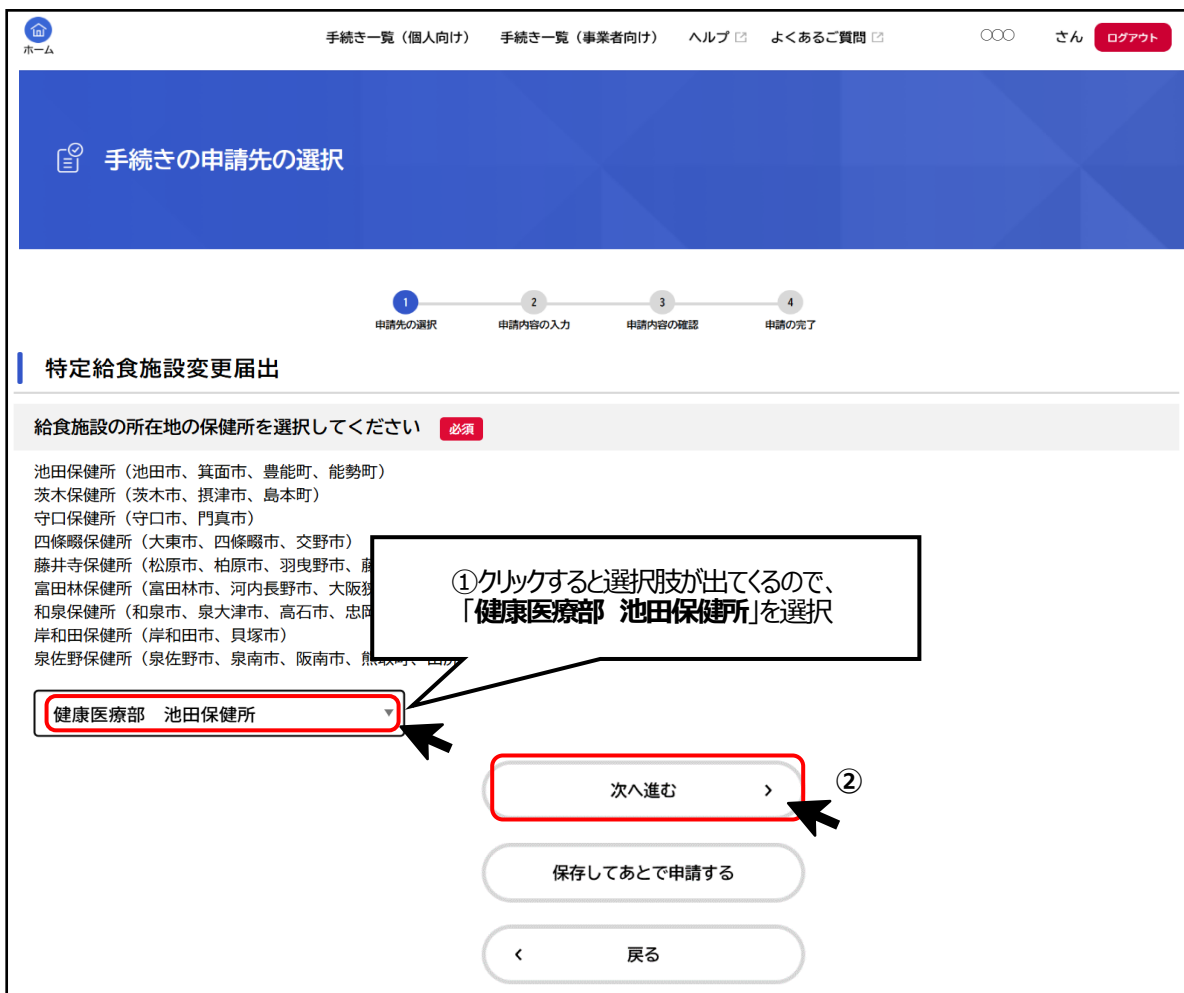 ホーム
手続き一覧（個人向け） 手続き一覧（事業者向け） ヘルプ よくあるご質問 ○○○ さん ログアウト
手続きの申請先の選択
1 2 3 4
申請先の選択 申請内容の入力 申請内容の確認 申請の完了
特定給食施設変更届出
給食施設の所在地の保健所を選択してください 必須
池田保健所（池田市、箕面市、豊能町、能勢町）
茨木保健所（茨木市、摂津市、島本町）
守口保健所（守口市、門真市）
四條畷保健所（大東市、四條畷市、交野市）
藤井寺保健所（松原市、柏原市、羽曳野市、
富田林保健所（富田林市、河内長野市、大阪
和泉保健所（和泉市、泉大津市、高石市、忠
岸和田保健所（岸和田市、貝塚市）
泉佐野保健所（泉佐野市、泉南市、阪南市、
①クリックすると選択肢が出てくるので、
「健康医療部　池田保健所」を選択
健康医療部　池田保健所
次へ進む
②
保存してあとで申請する
戻る